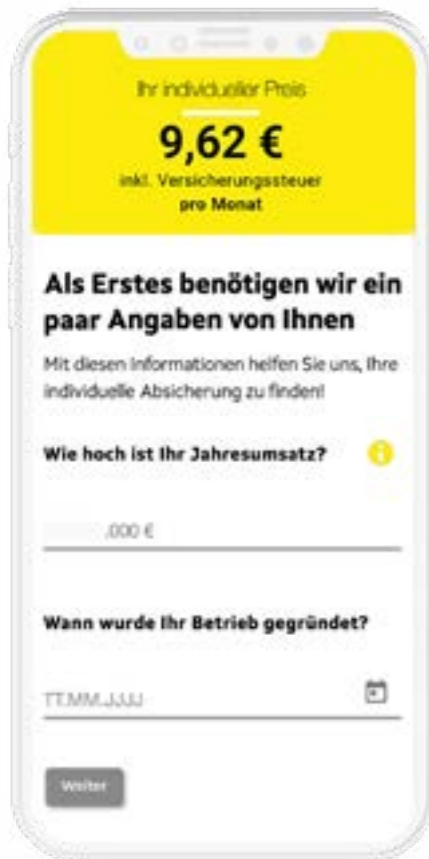 Ihr individueller Preis
9,62 €
inkl. Versicherungssteuer
pro Monat
Als Erstes benötigen wir ein
paar Angaben von Ihnen
Mit diesen Informationen helfen Sie uns, Ihre
individuelle Absicherung zu finden!
Wie hoch ist Ihr Jahresumsatz?
.000 €
Wann wurde Ihr Betrieb gegründet?
TT.MM.JJJJ
Weiter